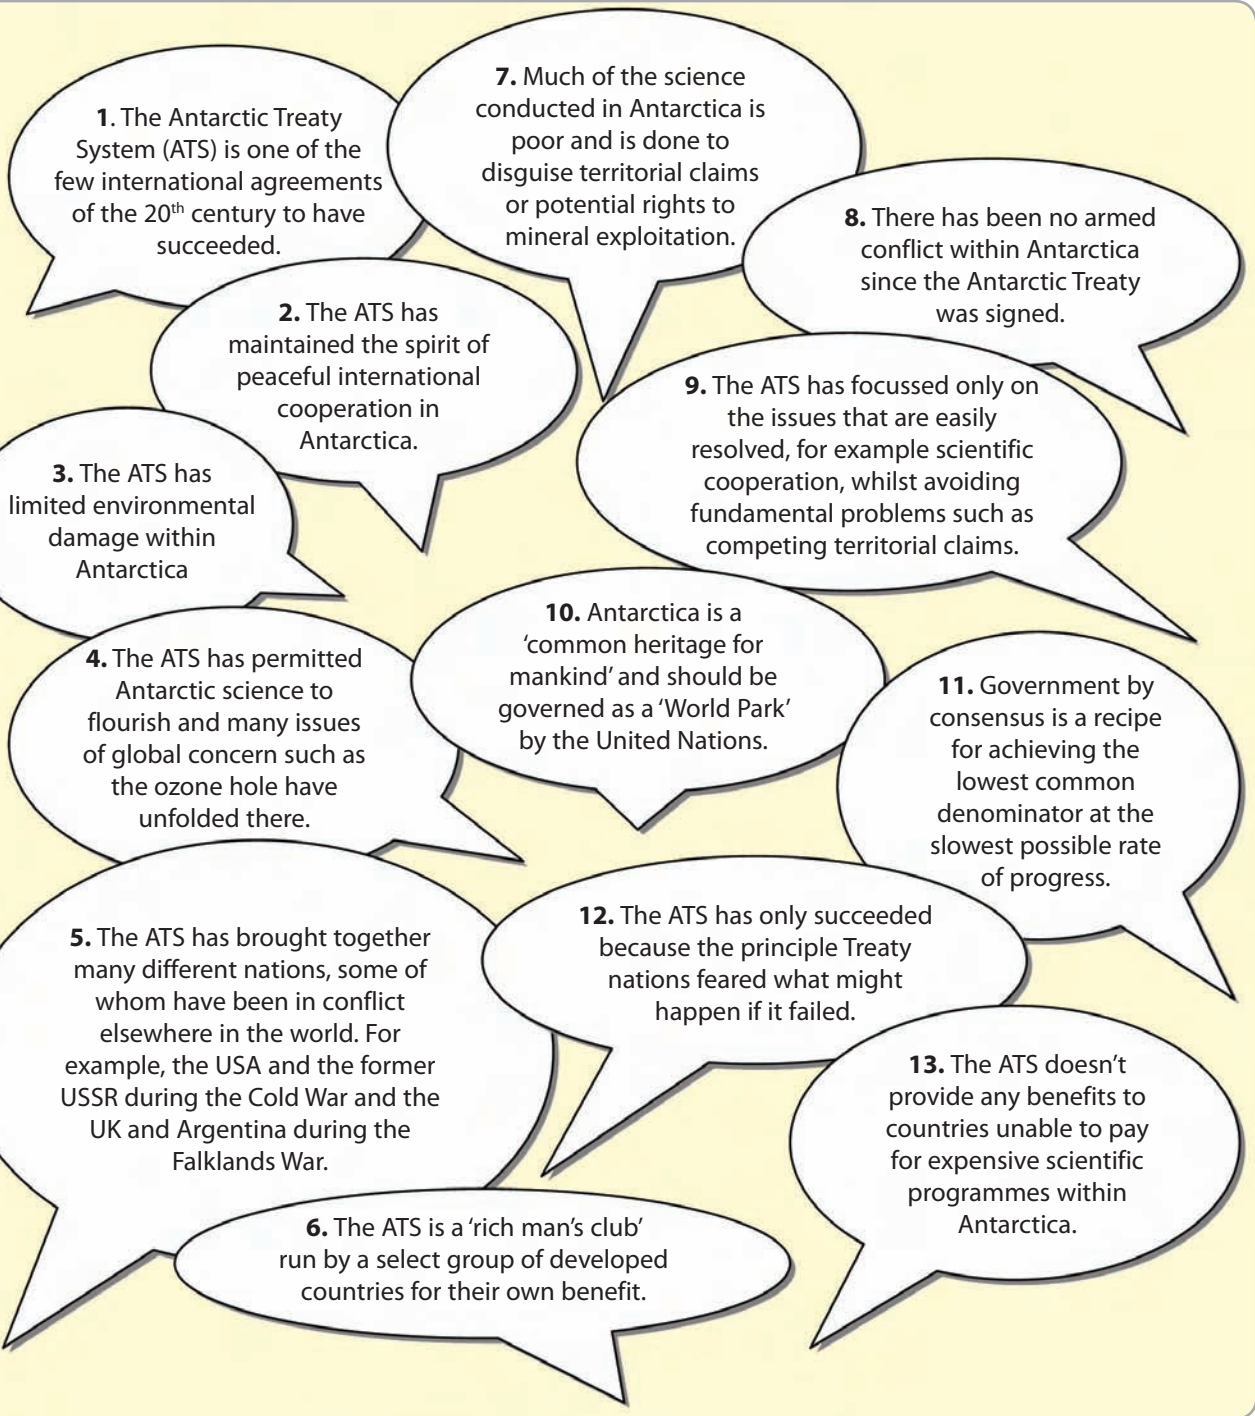 1. The Antarctic Treaty
System (ATS) is one of the
few international agreements
of the 20th century to have
succeeded.
2. The ATS has
maintained the spirit of
peaceful international
cooperation in
Antarctica.
3. The ATS has
limited environmental
damage within
Antarctica
4. The ATS has permitted
Antarctic science to
flourish and many issues
of global concern such as
the ozone hole have
unfolded there.
5. The ATS has brought together
many different nations, some of
whom have been in conflict
elsewhere in the world. For
example, the USA and the former
USSR during the Cold War and the
UK and Argentina during the
Falklands War.
6. The ATS is a ‘rich man’s club’
run by a select group of developed
countries for their own benefit.
7. Much of the science
conducted in Antarctica is
poor and is done to
disguise territorial claims
or potential rights to
mineral exploitation.
8. There has been no armed
conflict within Antarctica
since the Antarctic Treaty
was signed.
9. The ATS has focussed only on
the issues that are easily
resolved, for example scientific
cooperation, whilst avoiding
fundamental problems such as
competing territorial claims.
10. Antarctica is a
‘common heritage for
mankind’ and should be
governed as a ‘World Park’
by the United Nations.
11. Government by
consensus is a recipe
for achieving the
lowest common
denominator at the
slowest possible rate
of progress.
12. The ATS has only succeeded
because the principle Treaty
nations feared what might
happen if it failed.
13. The ATS doesn’t
provide any benefits to
countries unable to pay
for expensive scientific
programmes within
Antarctica.